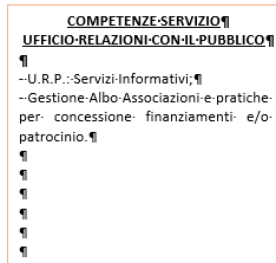 COMPETENZE SERVIZIO¶
UFFICIO RELAZIONI CON IL PUBBLICO¶
¶
- U.R.P.: Servizi Informativi;¶
- Gestione Albo Associazioni e pratiche
per concessione finanziamenti e/o
patrocinio.¶
¶
¶
¶
¶
¶
¶